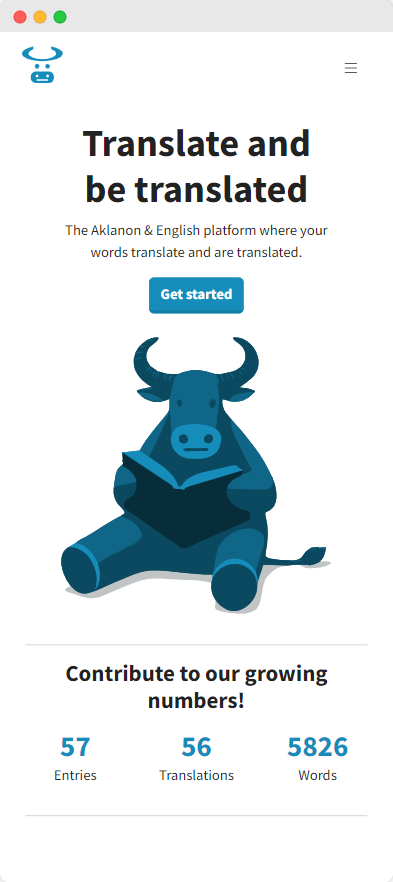 Translate and
be translated
The Aklanon & English platform where your
words translate and are translated.
Get started
Contribute to our growing
numbers!
57 56 5826
Entries Translations Words